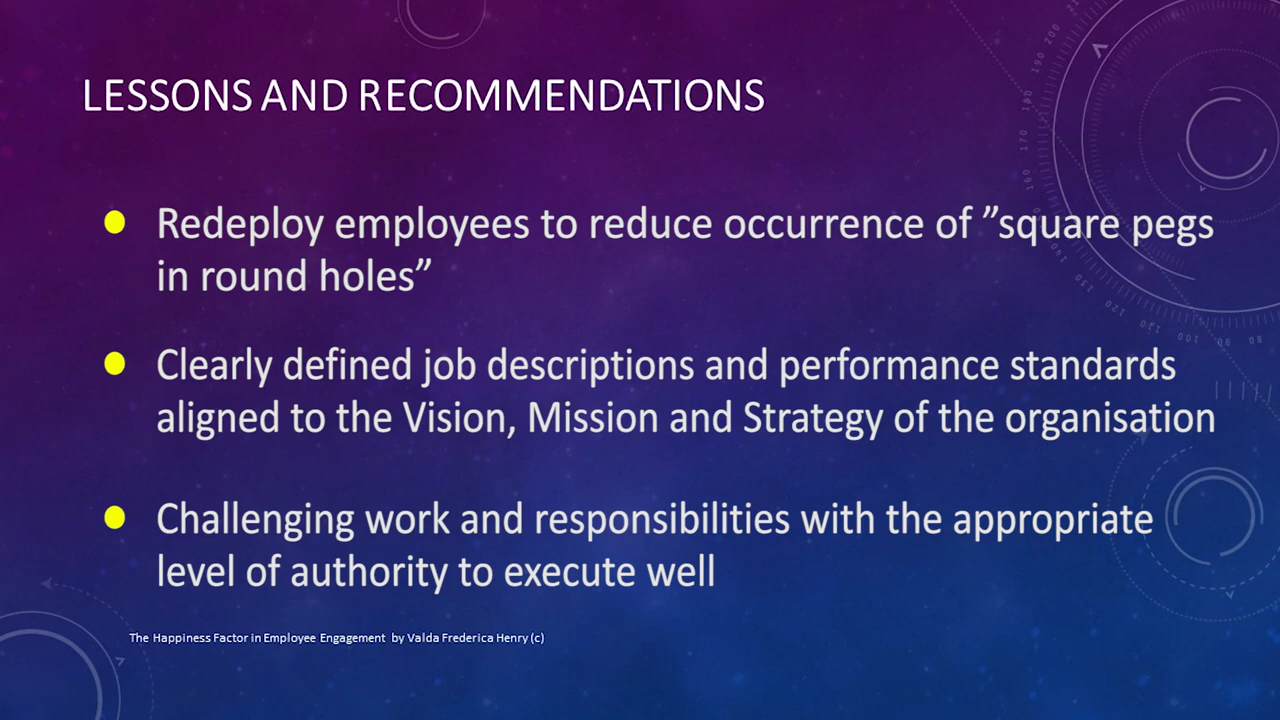 LESSONS AND RECOMMENDATIONS
Redeploy employees to reduce occurrence of ”square pegs
in round holes”
Clearly defined job descriptions and performance standards
aligned to the Vision, Mission and Strategy of the organisation
Challenging work and responsibilities with the appropriate
level of authority to execute well
The Happiness Factor in Employee Engagement by Valda Frederica Henry (c)